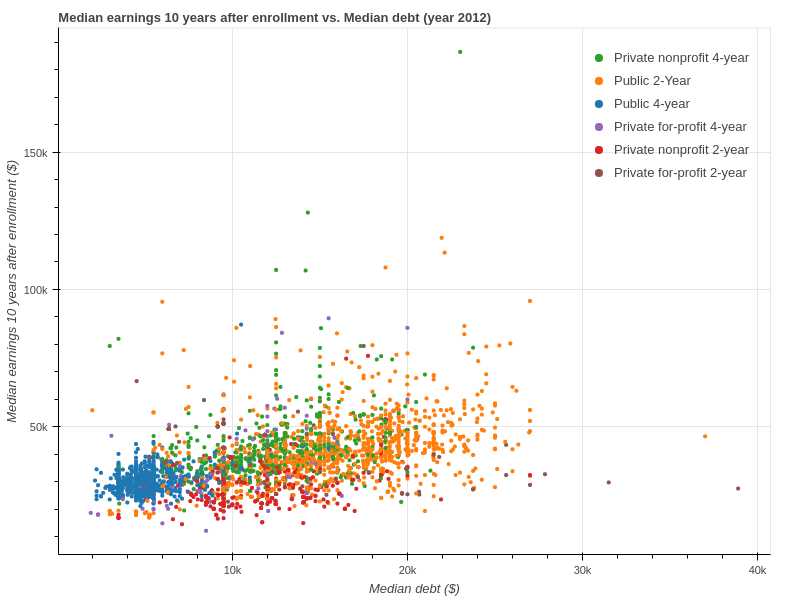 Median earnings 10 years after enrollment vs. Median debt (year 2012)
Private nonprofit 4-year
Public 2-Year
Public 4-year
Private for-profit 4-year
Private nonprofit 2-year
Private for-profit 2-year
Median earnings 10 years after enrollment ($)
150k
100k
50k
10k
20k
30k
40k
Median debt ($)